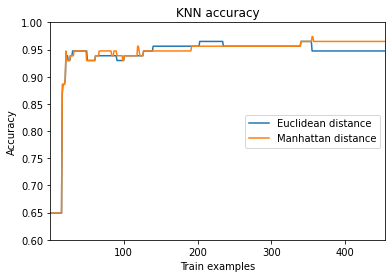 KNN accuracy
1.00
0.95
0.90
0.85
0.80
0.75
0.70
0.65
0.60
Accuracy
Euclidean distance
Manhattan distance
100
200
300
400
Train examples